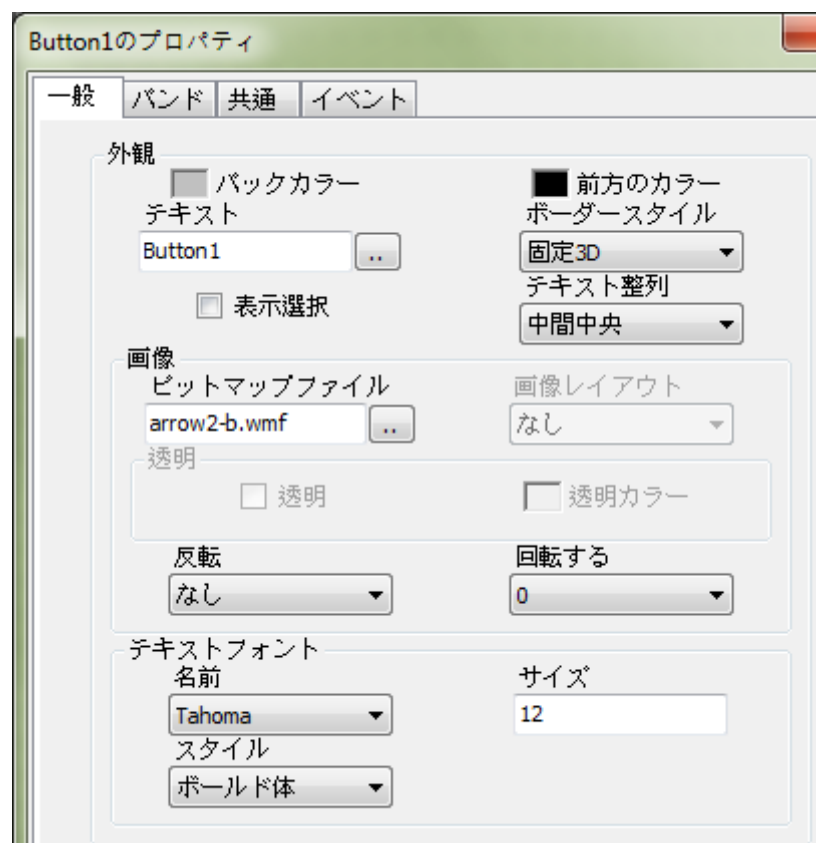 Button1のプロパティ
一般 バンド 共通 イベント
外観
バックカラー 前方のカラー
テキスト ボーダースタイル
Button1 .. 固定3D
表示選択 テキスト整列
中間中央
画像
ビットマップファイル 画像レイアウト
arrow2-b.wmf .. なし
透明
透明 透明カラー
反転 回転する
なし 0
テキストフォント
名前 サイズ
Tahoma 12
スタイル
ボールド体